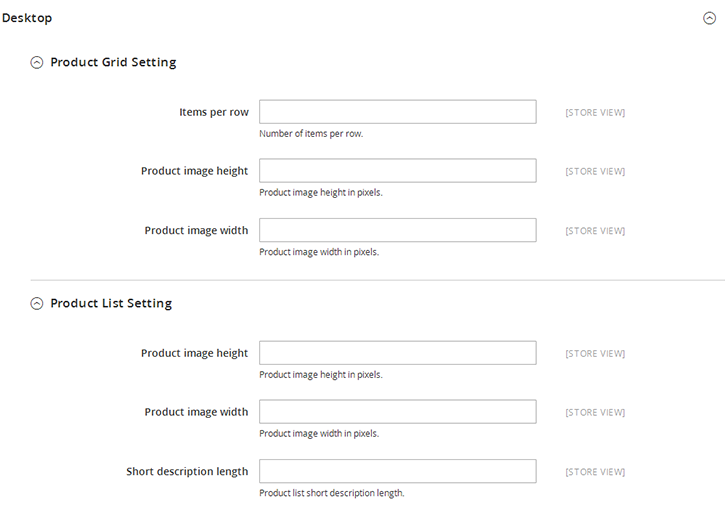 Desktop
Product Grid Setting
Items per row [STORE VIEW]
Number of items per row.
Product image height [STORE VIEW]
Product image height in pixels.
Product image width [STORE VIEW]
Product image width in pixels.
Product List Setting
Product image height [STORE VIEW]
Product image height in pixels.
Product image width [STORE VIEW]
Product image width in pixels.
Short description length [STORE VIEW]
Product list short description length.